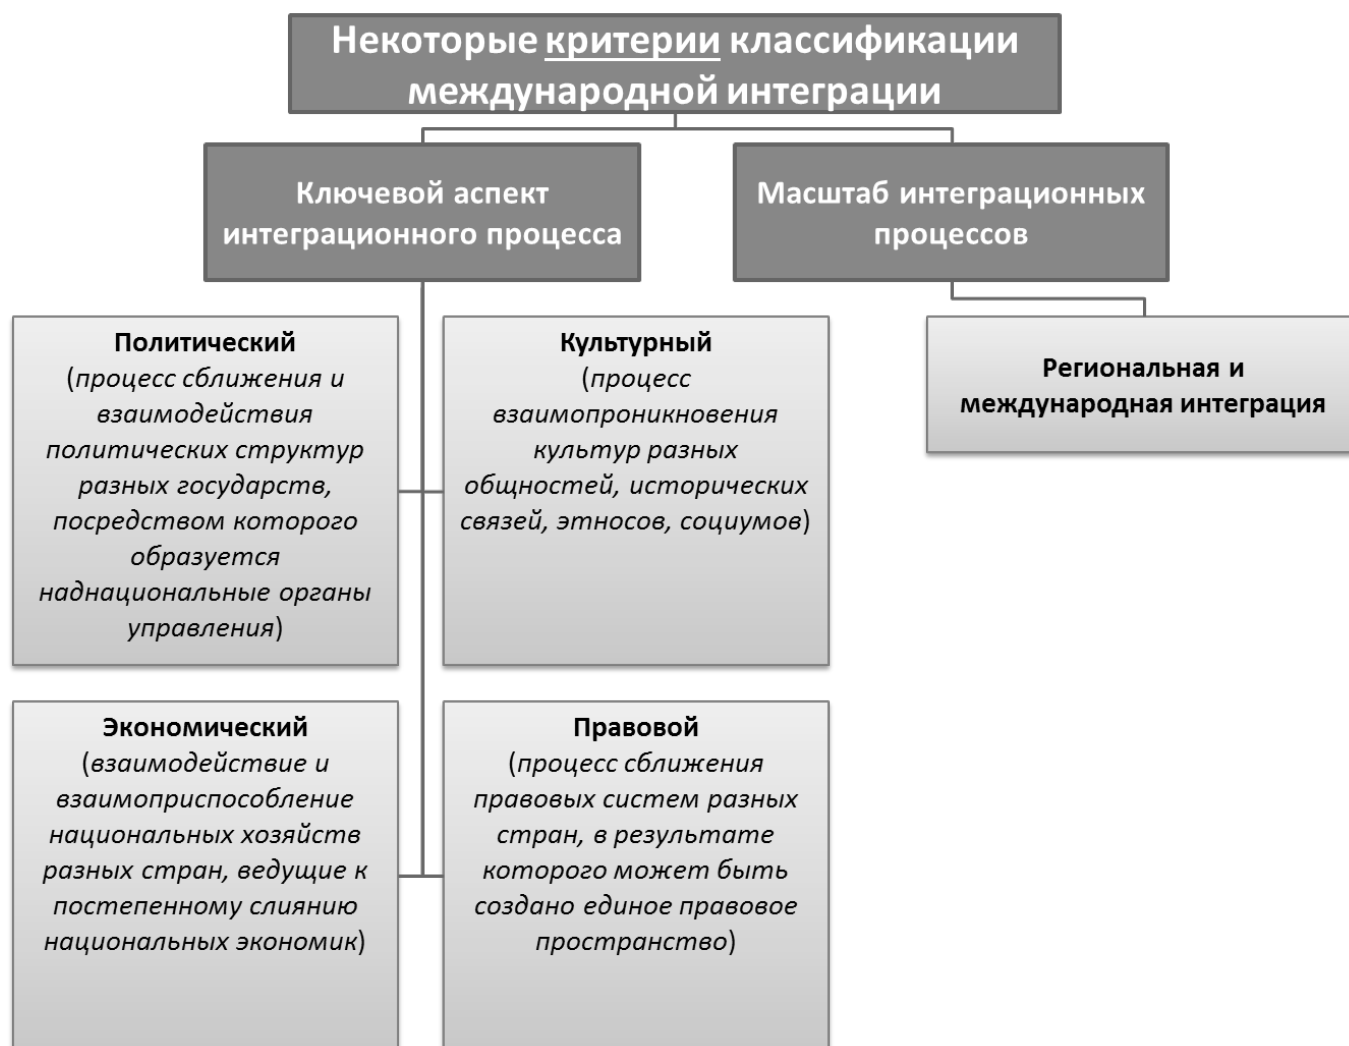 Некоторые критерии классификации
международной интеграции
Ключевой аспект
интеграционного процесса
Масштаб интеграционных
процессов
Политический
(процесс сближения и
взаимодействия
политических структур
разных государств,
посредством которого
образуется
наднациональные органы
управления)
Культурный
(процесс
взаимопроникновения
культур разных
общностей, исторических
связей, этносов, социумов)
Региональная и
международная интеграция
Экономический
(взаимодействие и
взаимоприспособление
национальных хозяйств
разных стран, ведущие к
постепенному слиянию
национальных экономик)
Правовой
(процесс сближения
правовых систем разных
стран, в результате
которого может быть
создано единое правовое
пространство)